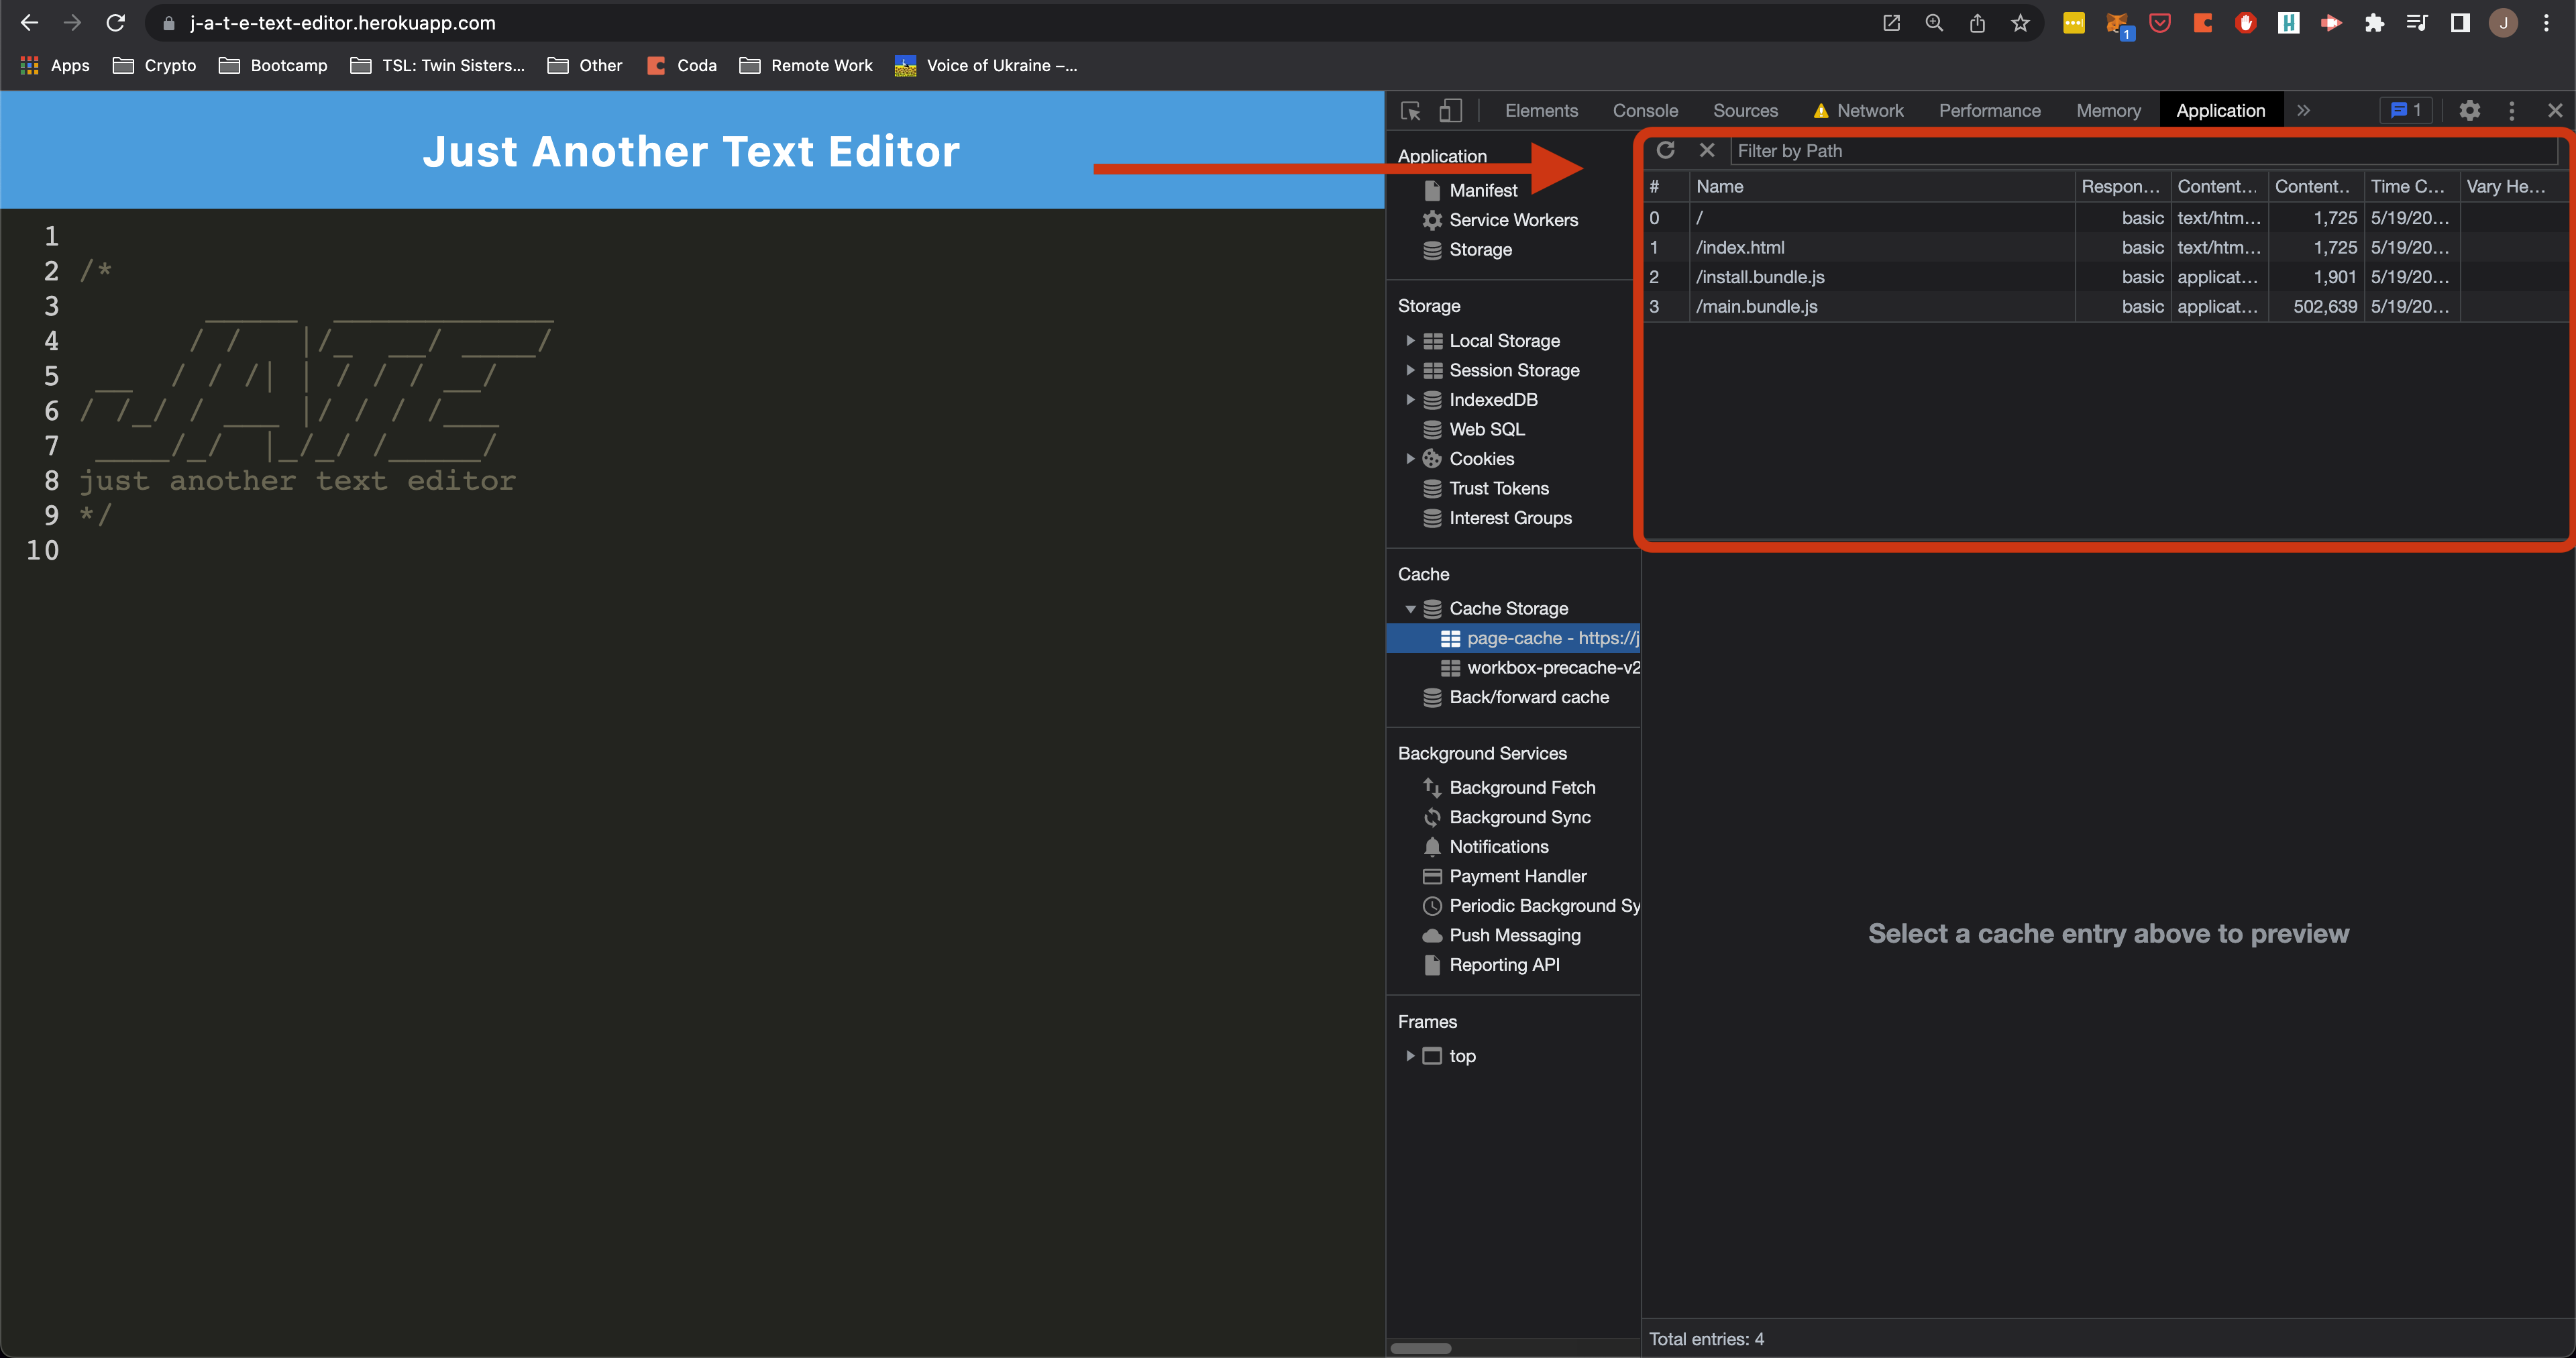 j-a-t-e-text-editor.herokuapp.com
1
J
Apps Crypto Bootcamp TSL: Twin Sisters... Other Coda Remote Work Voice of Ukraine –...
Just Another Text Editor
1
2 /*
3
4
5
6
7
8 just another text editor
9 */
10
Elements Console Sources Network Performance Memory Application » 1
Application
Manifest
Service Workers
Storage
Storage
Local Storage
Session Storage
IndexedDB
Web SQL
Cookies
Trust Tokens
Interest Groups
Cache
Cache Storage
page-cache - https://j
workbox-precache-v2
Back/forward cache
Background Services
Background Fetch
Background Sync
Notifications
Payment Handler
Periodic Background Sy
Push Messaging
Reporting API
Frames
top
Filter by Path
# Name Respon... Content... Content.. Time C... Vary He...
0 / basic text/htm... 1,725 5/19/20...
1 /index.html basic text/htm... 1,725 5/19/20...
2 /install.bundle.js basic applicat... 1,901 5/19/20...
3 /main.bundle.js basic applicat... 502,639 5/19/20...
Select a cache entry above to preview
Total entries: 4